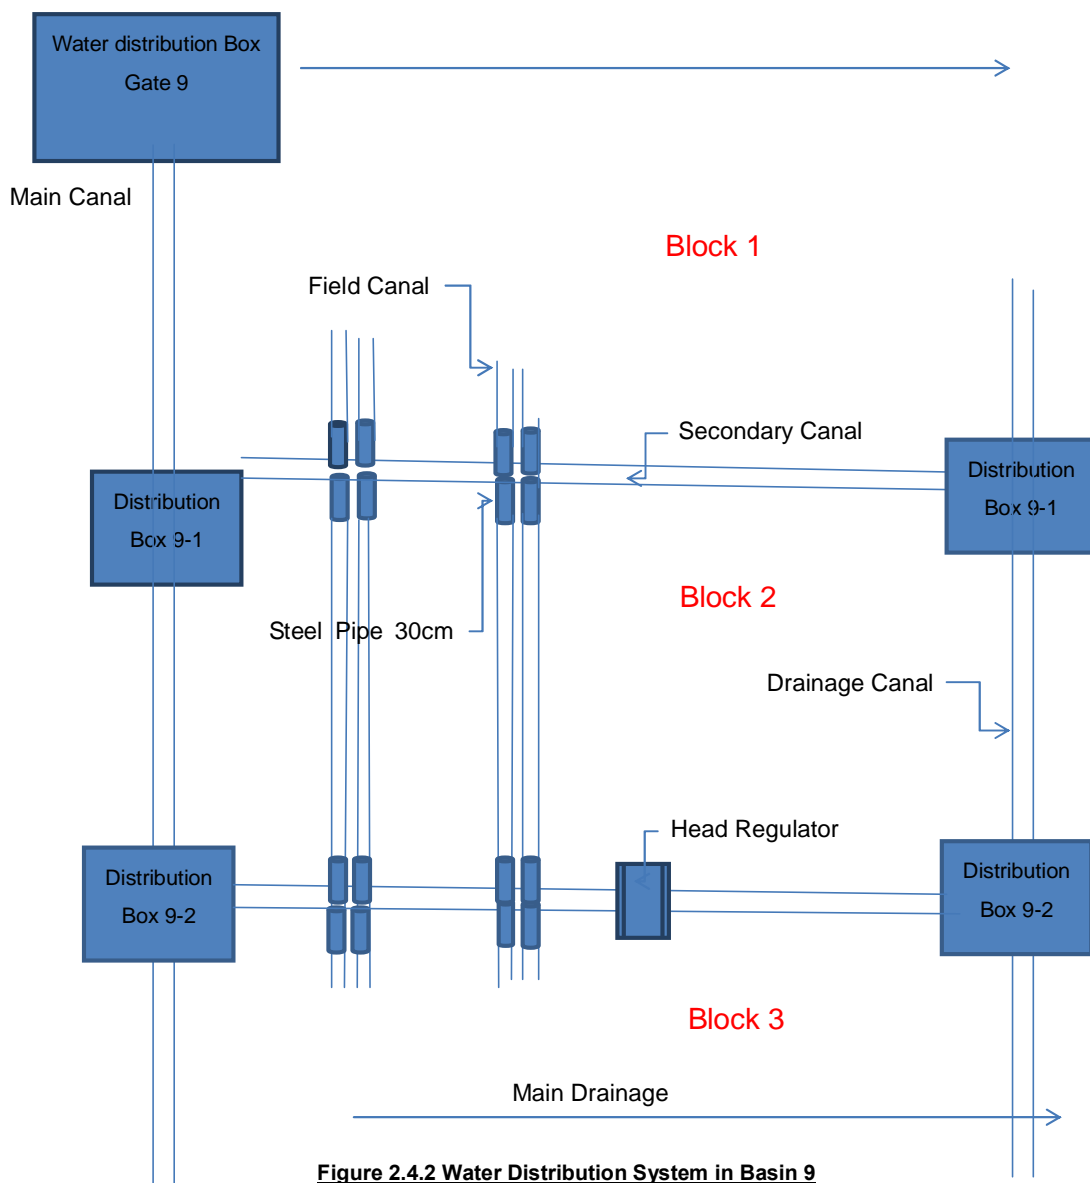 Water distribution Box
Gate 9
Main Canal
Block 1
Field Canal
Secondary Canal
Distribution
Box 9-1
Distribution
Box 9-1
Block 2
Steel Pipe 30cm
Drainage Canal
Head Regulator
Distribution
Box 9-2
Distribution
Box 9-2
Block 3
Main Drainage
Figure 2.4.2 Water Distribution System in Basin 9